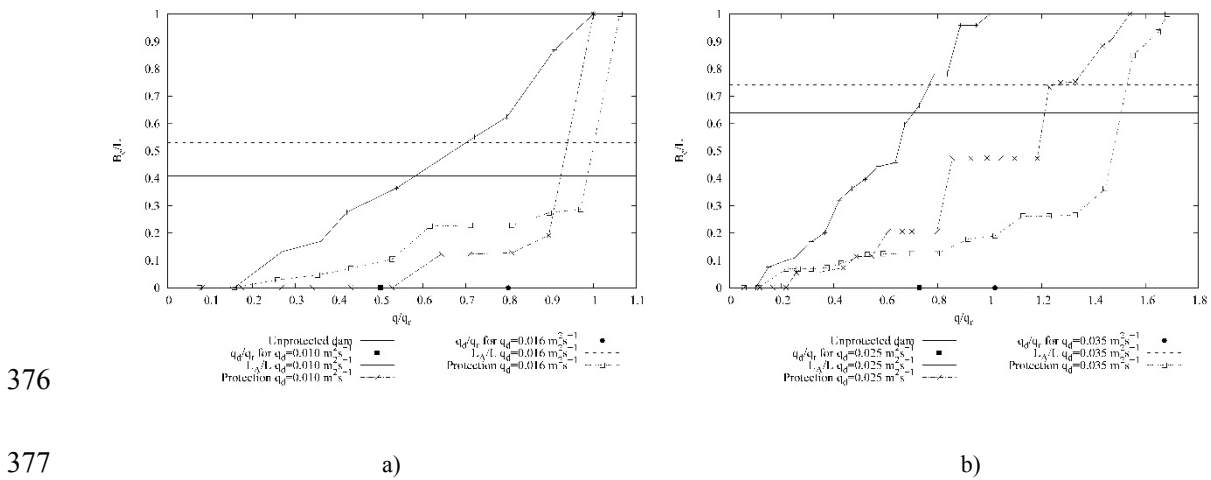 1
0.9
0.8
0.7
0.6
0.5
0.4
0.3
0.2
0.1
0
B_c/L
0 0.1 0.2 0.3 0.4 0.5 0.6 0.7 0.8 0.9 1 1.1
q/q_r
Unprotected dam
q_d/q_r for q_d=0.010 m²s⁻¹
L_A/L q_d=0.010 m²s⁻¹
Protection q_d=0.010 m²s⁻¹
q_d/q_r for q_d=0.016 m²s⁻¹
L_A/L q_d=0.016 m²s⁻¹
Protection q_d=0.016 m²s⁻¹
1
0.9
0.8
0.7
0.6
0.5
0.4
0.3
0.2
0.1
0
B_c/L
0 0.2 0.4 0.6 0.8 1 1.2 1.4 1.6 1.8
q/q_r
Unprotected dam
q_d/q_r for q_d=0.025 m²s⁻¹
L_A/L q_d=0.025 m²s⁻¹
Protection q_d=0.025 m²s⁻¹
q_d/q_r for q_d=0.035 m²s⁻¹
L_A/L q_d=0.035 m²s⁻¹
Protection q_d=0.035 m²s⁻¹
376
377 a) b)